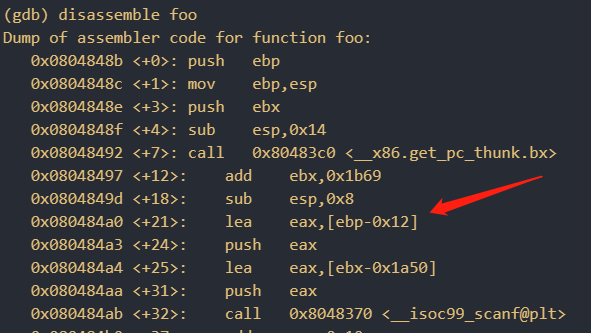 (gdb) disassemble foo
Dump of assembler code for function foo:
0x0804848b <+0>: push ebp
0x0804848c <+1>: mov ebp,esp
0x0804848e <+3>: push ebx
0x0804848f <+4>: sub esp,0x14
0x08048492 <+7>: call 0x80483c0 <__x86.get_pc_thunk.bx>
0x08048497 <+12>: add ebx,0x1b69
0x0804849d <+18>: sub esp,0x8
0x080484a0 <+21>: lea eax,[ebp-0x12]
0x080484a3 <+24>: push eax
0x080484a4 <+25>: lea eax,[ebx-0x1a50]
0x080484aa <+31>: push eax
0x080484ab <+32>: call 0x8048370 <__isoc99_scanf@plt>